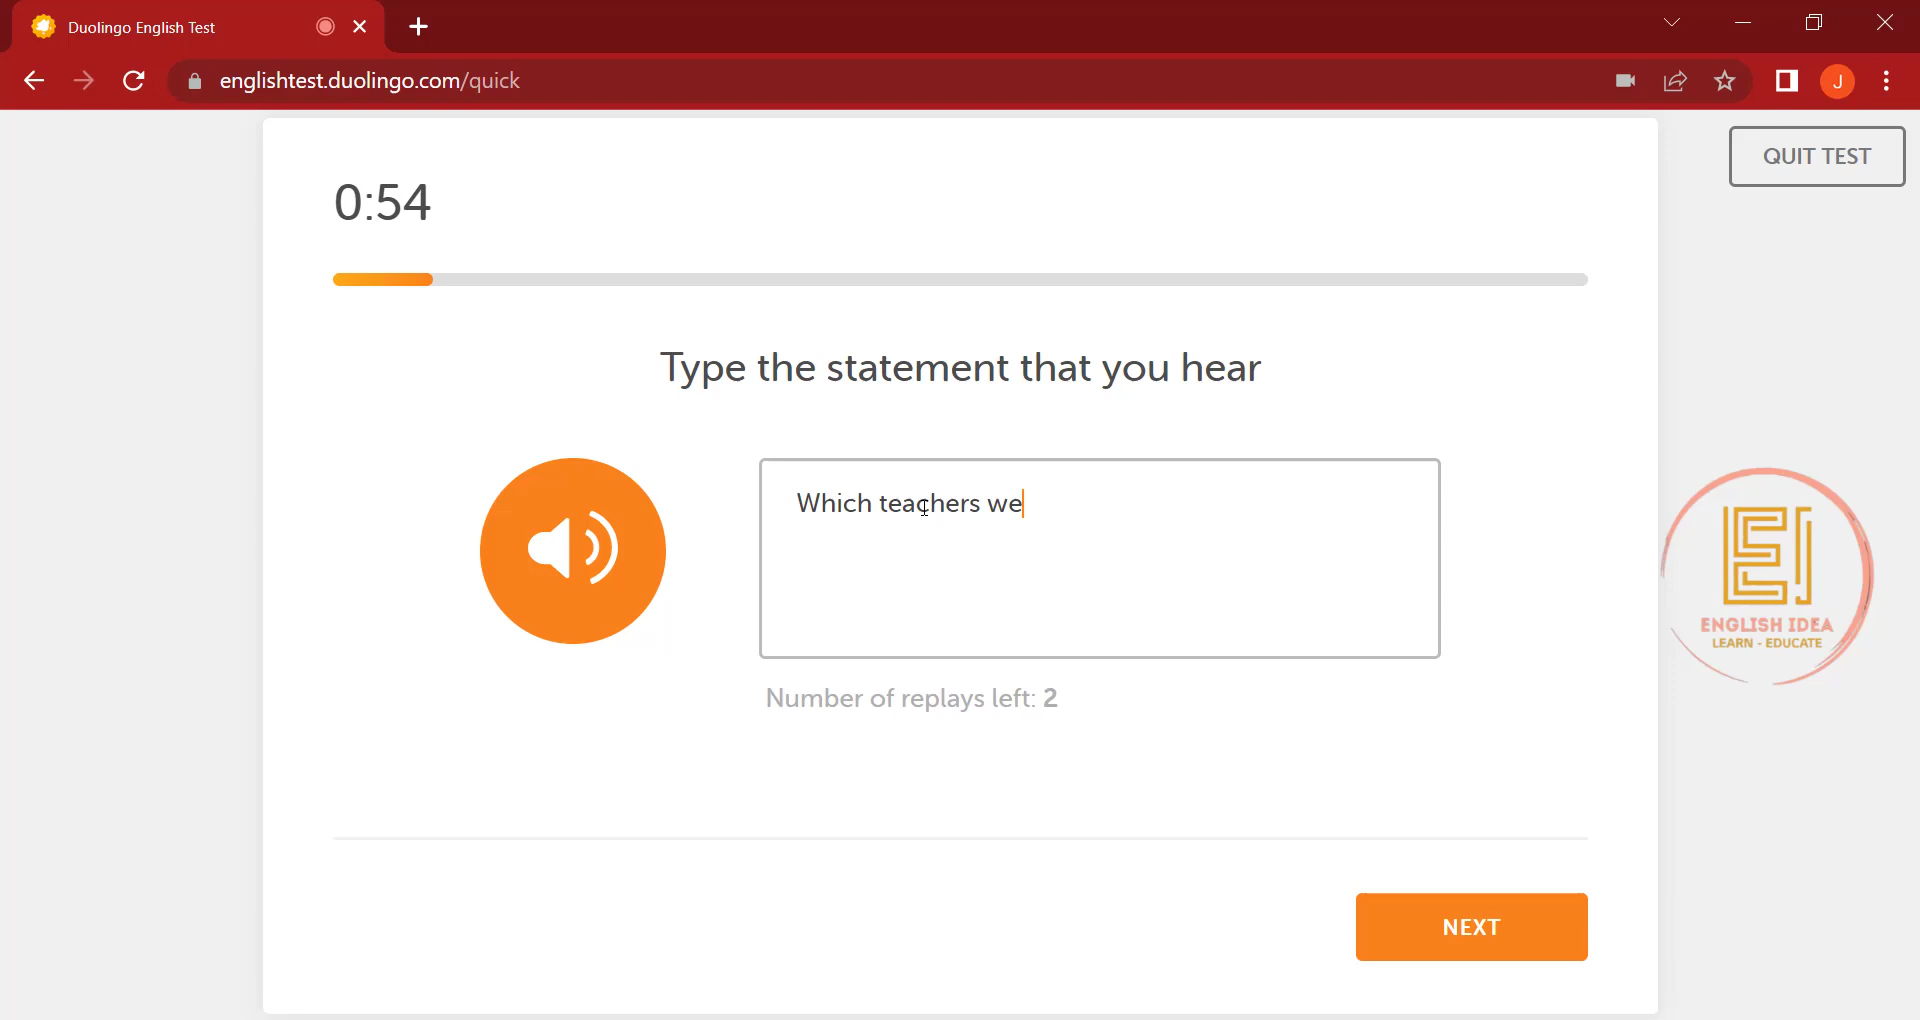 Duolingo English Test
englishtest.duolingo.com/quick
J
QUIT TEST
0:54
Type the statement that you hear
Which teachers we
Number of replays left: 2
EI
ENGLISH IDEA
LEARN - EDUCATE
NEXT